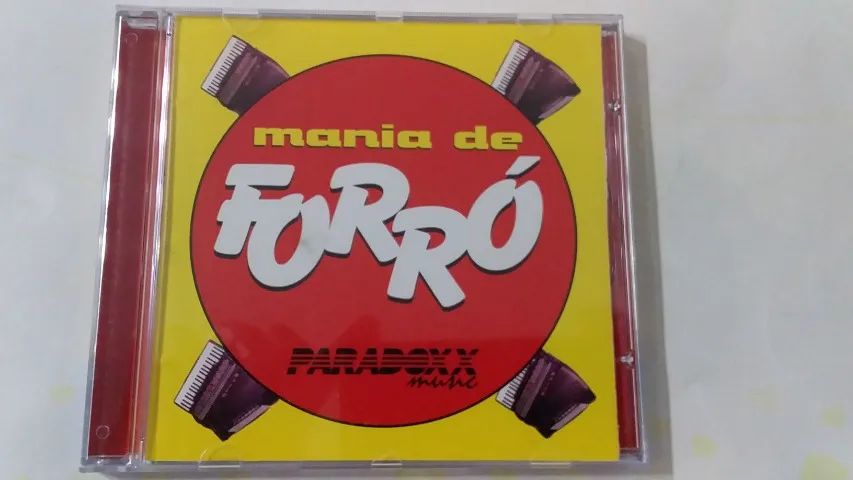 mania de
FORRÓ
PARADOXX
music